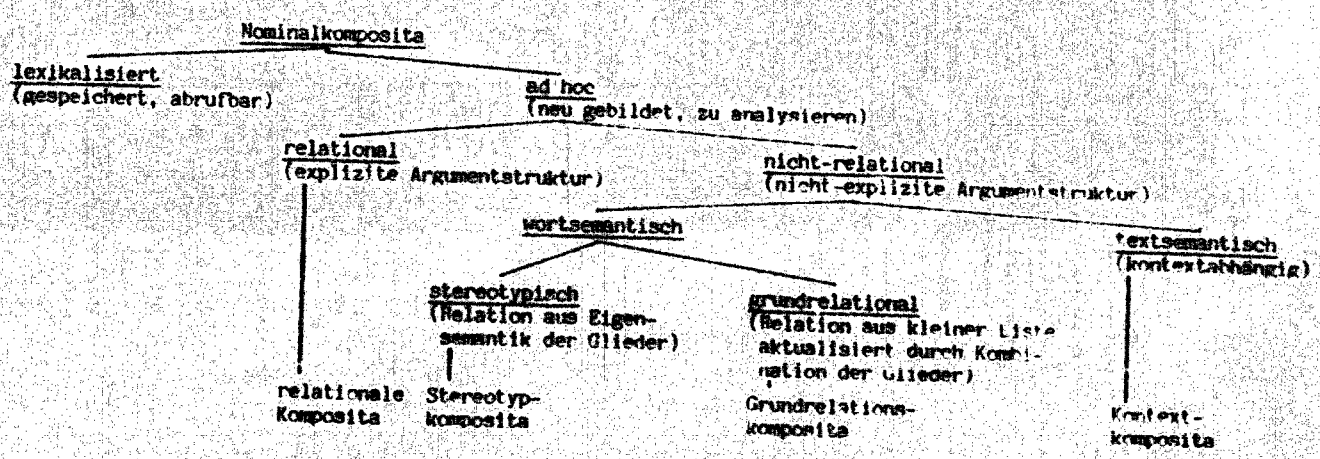 Nominalkomposita
lexikalisiert
(gespeichert, abrufbar)
ad hoc
(neu gebildet, zu analysieren)
relational
(explizite Argumentstruktur)
nicht-relational
(nicht-explizite Argumentstruktur)
wortsemantisch
textsemantisch
(kontextabhängig)
stereotypisch
(Relation aus Eigen-
semantik der Glieder)
grundrelational
(Relation aus kleiner Liste
aktualisiert durch Kombi-
nation der Glieder)
relationale
Komposita
Stereotyp-
komposita
Grundrelations-
komposita
Kontext-
komposita